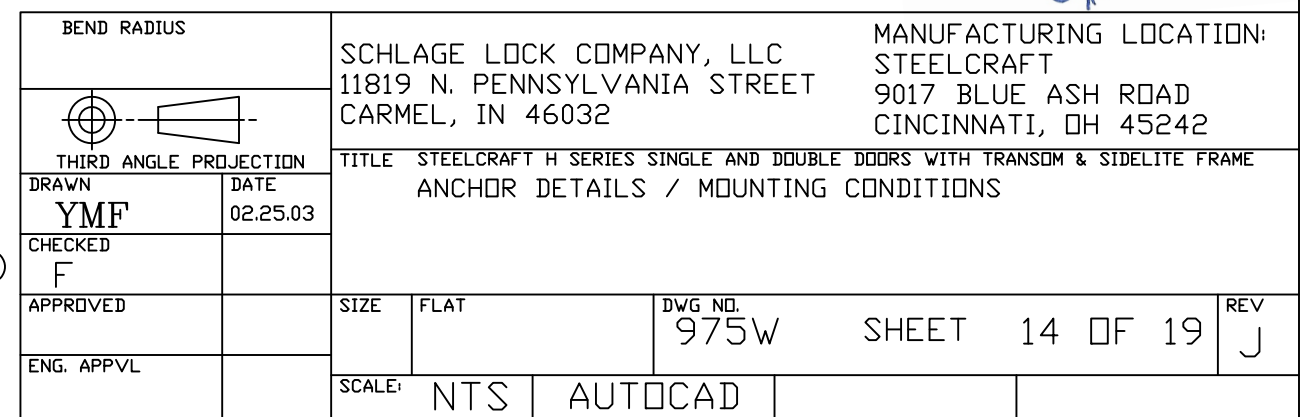 BEND RADIUS
SCHLAGE LOCK COMPANY, LLC
11819 N. PENNSYLVANIA STREET
CARMEL, IN 46032
MANUFACTURING LOCATION:
STEELCRAFT
9017 BLUE ASH ROAD
CINCINNATI, OH 45242
THIRD ANGLE PROJECTION
TITLE STEELCRAFT H SERIES SINGLE AND DOUBLE DOORS WITH TRANSOM & SIDELITE FRAME
ANCHOR DETAILS / MOUNTING CONDITIONS
DRAWN DATE
YMF 02.25.03
CHECKED
F
APPROVED
SIZE FLAT DWG NO. REV
975W SHEET 14 OF 19 J
ENG. APPVL
SCALE: NTS AUTOCAD